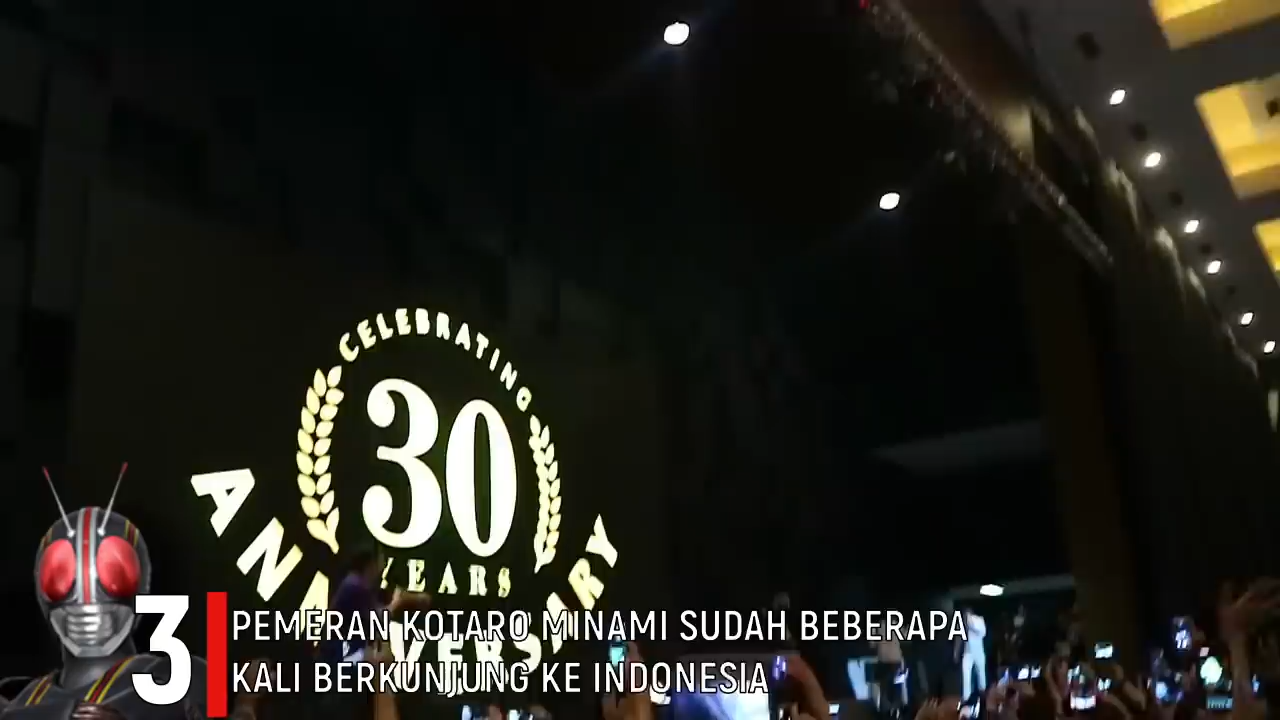 CELEBRATING
30
YEARS
ANNIVERSARY
3
PEMERAN KOTARO MINAMI SUDAH BEBERAPA
KALI BERKUNJUNG KE INDONESIA